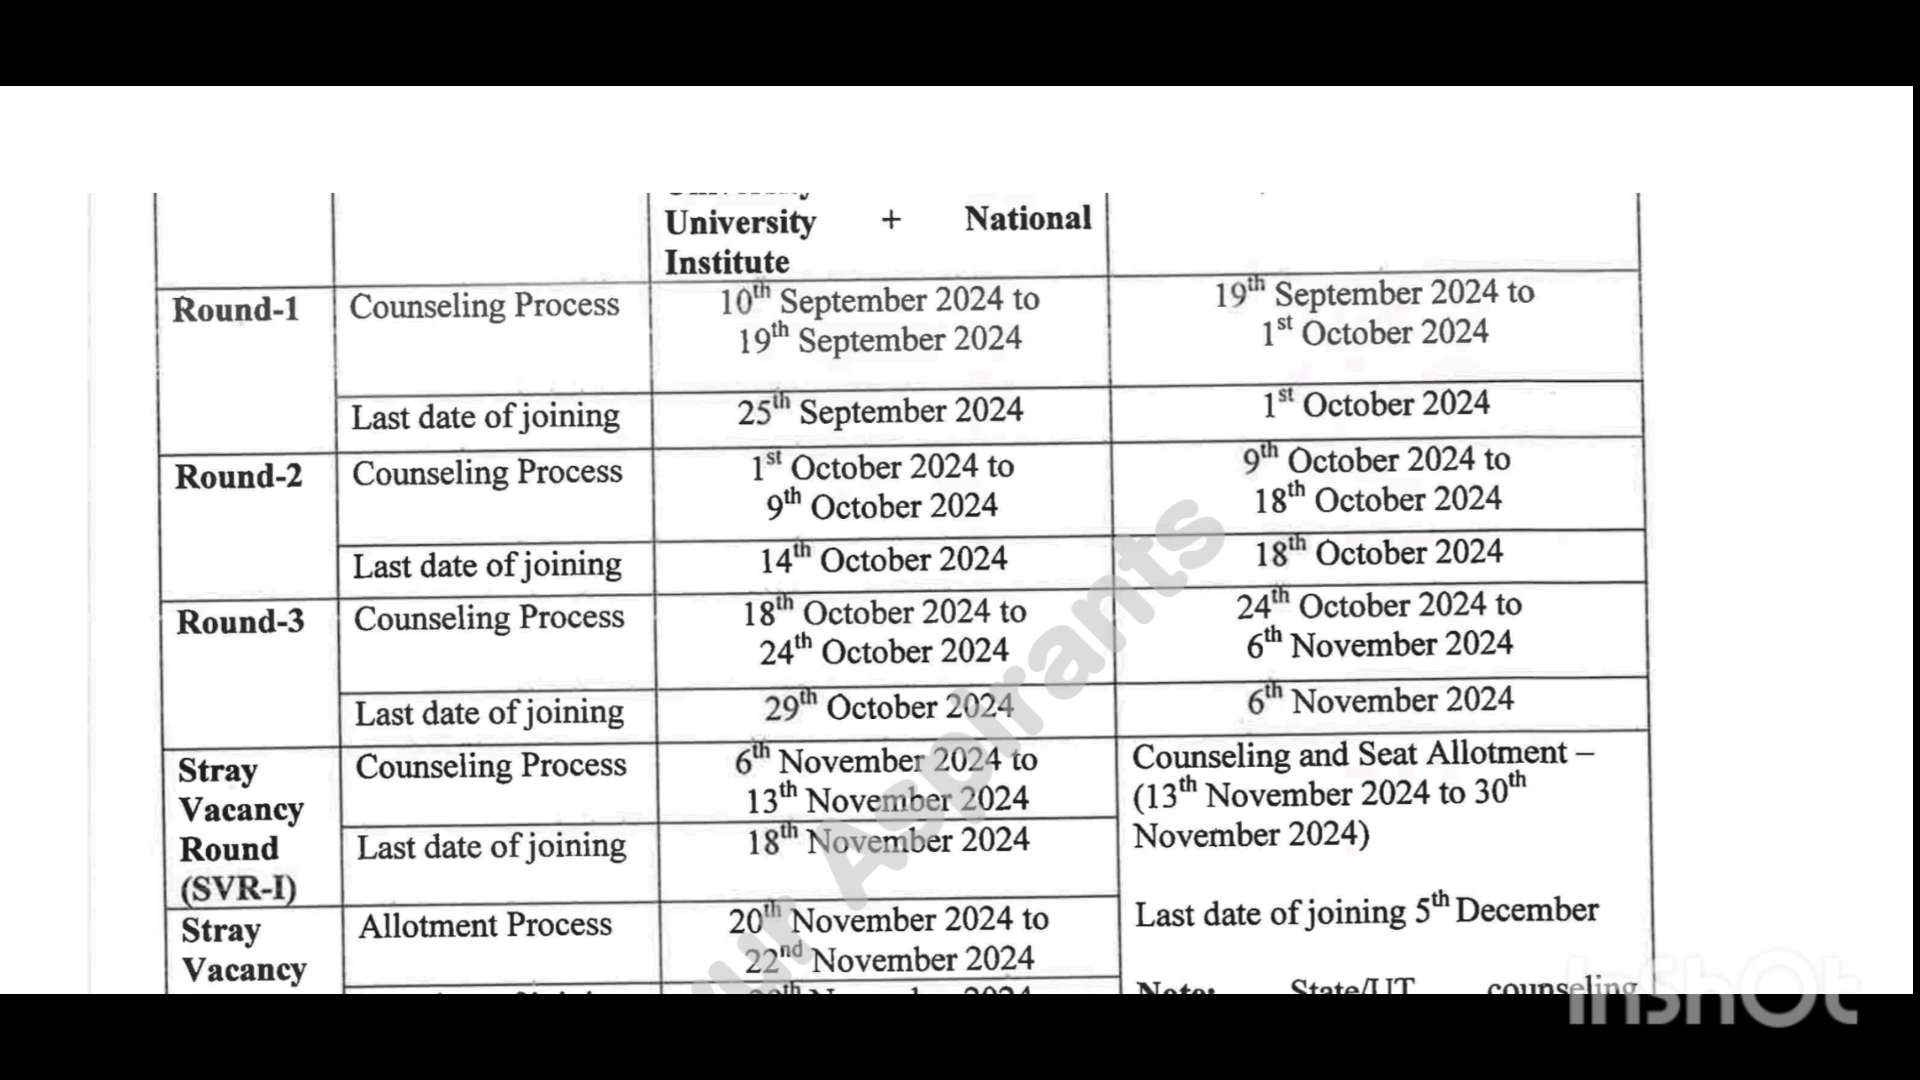 University + National
Institute
Round-1 Counseling Process 10th September 2024 to 19th September 2024 to
19th September 2024 1st October 2024
Last date of joining 25th September 2024 1st October 2024
Round-2 Counseling Process 1st October 2024 to 9th October 2024 to
9th October 2024 18th October 2024
Last date of joining 14th October 2024 18th October 2024
Round-3 Counseling Process 18th October 2024 to 24th October 2024 to
24th October 2024 6th November 2024
Last date of joining 29th October 2024 6th November 2024
Stray Counseling Process 6th November 2024 to Counseling and Seat Allotment –
Vacancy 13th November 2024 (13th November 2024 to 30th
Round Last date of joining 18th November 2024 November 2024)
(SVR-I)
Stray Allotment Process 20th November 2024 to Last date of joining 5th December
Vacancy 22nd November 2024
Note: State/UT counseling
Aspirants
InShOt